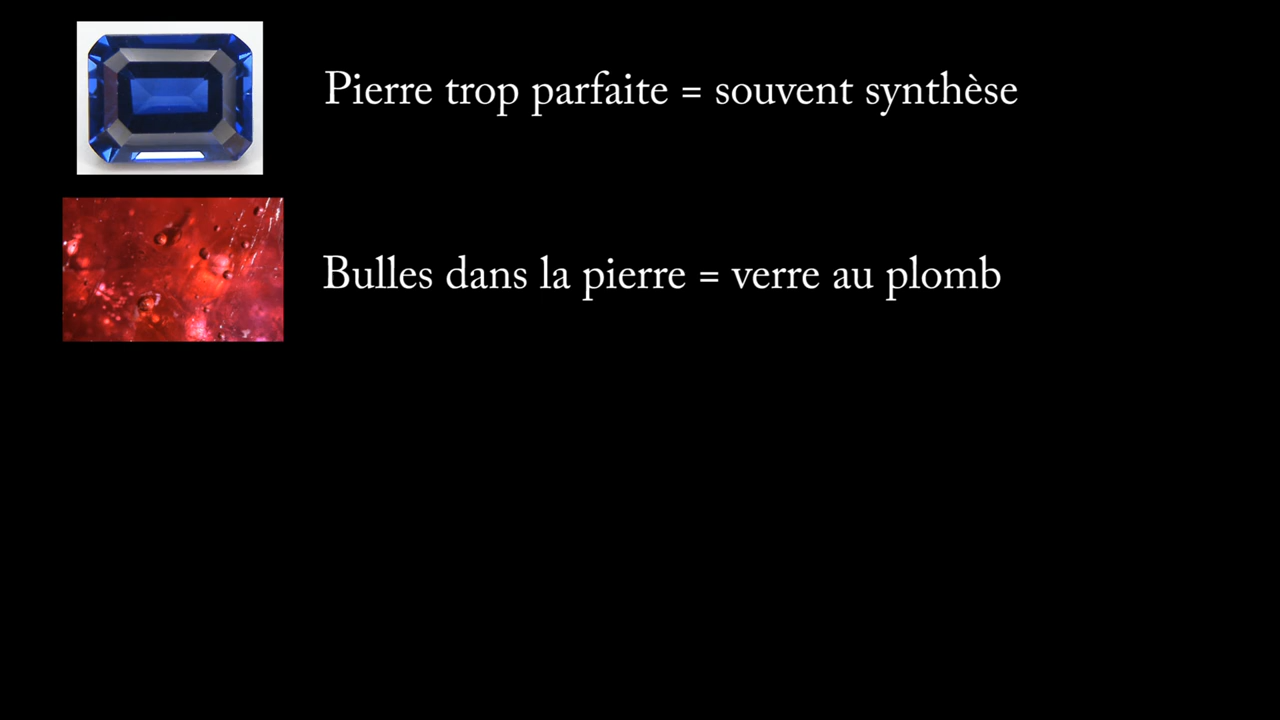 Pierre trop parfaite = souvent synthèse
Bulles dans la pierre = verre au plomb